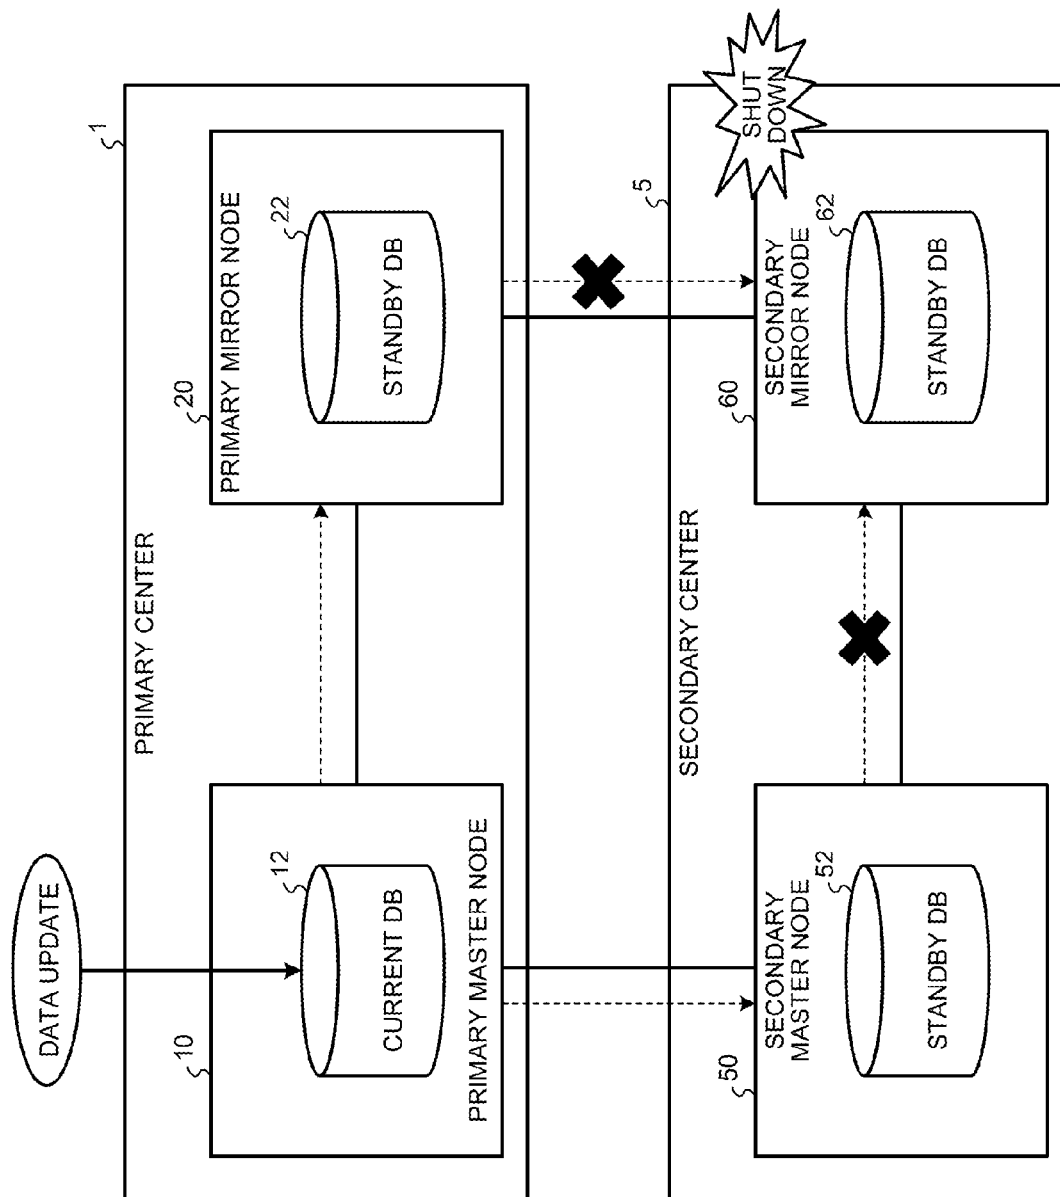 DATA UPDATE
1
PRIMARY CENTER
10
12
CURRENT DB
PRIMARY MASTER NODE
20
PRIMARY MIRROR NODE
22
STANDBY DB
5
SECONDARY CENTER
50
SECONDARY
MASTER NODE
52
STANDBY DB
60
SECONDARY
MIRROR NODE
62
STANDBY DB
SHUT
DOWN